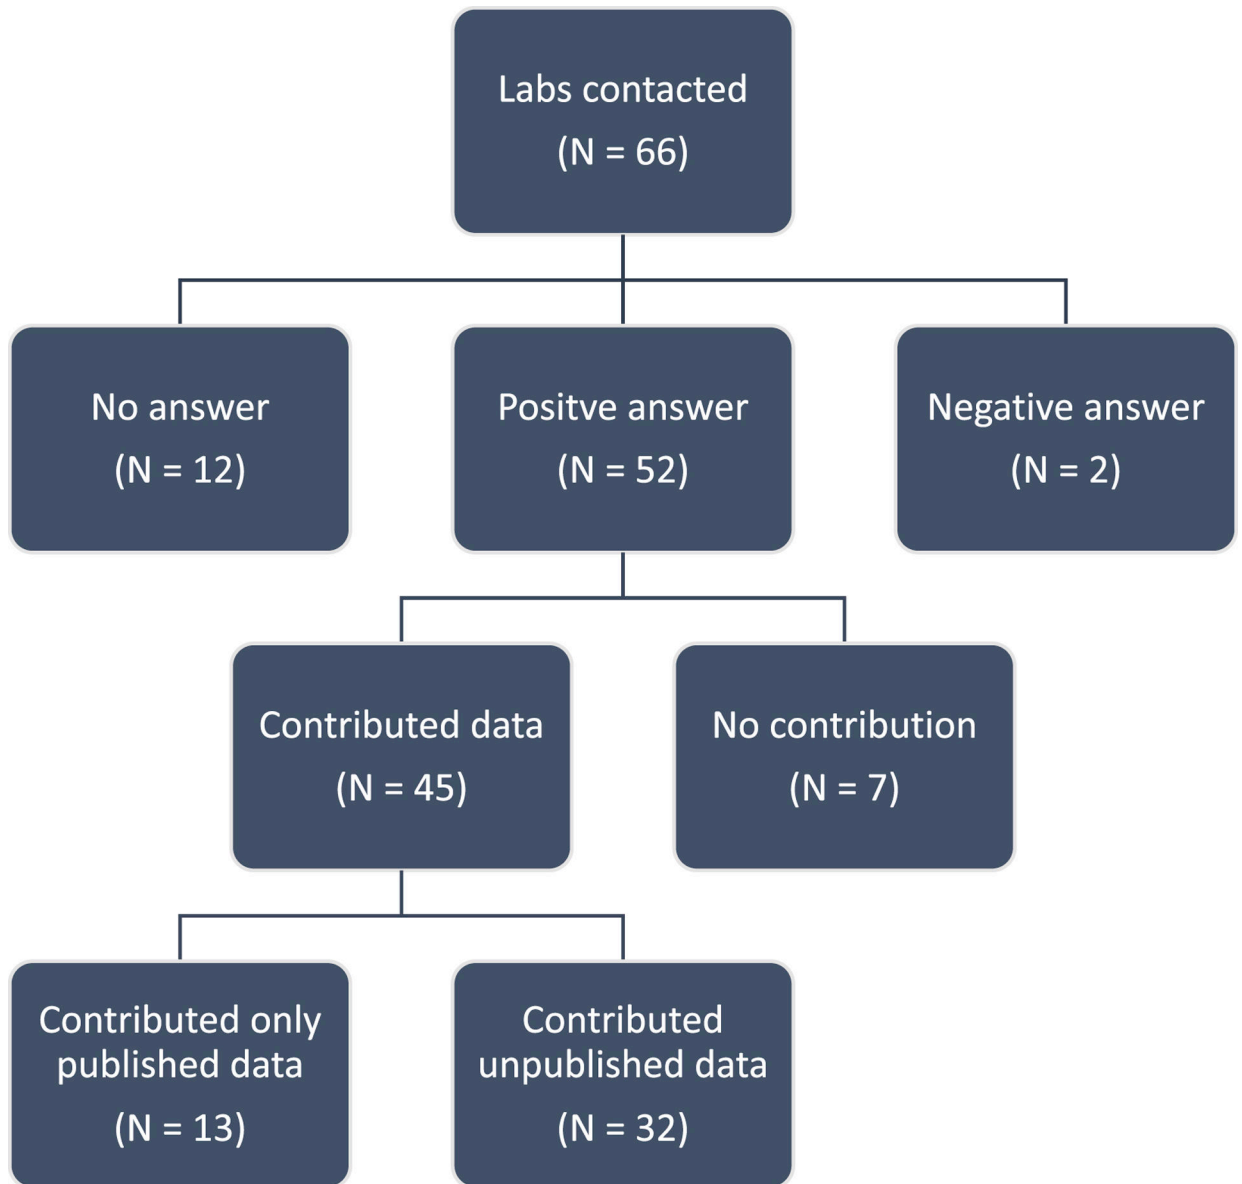 Labs contacted
(N = 66)
No answer
(N = 12)
Positve answer
(N = 52)
Negative answer
(N = 2)
Contributed data
(N = 45)
No contribution
(N = 7)
Contributed only
published data
(N = 13)
Contributed
unpublished data
(N = 32)